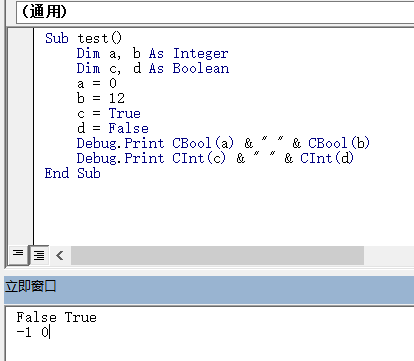 (通用)
Sub test()
Dim a, b As Integer
Dim c, d As Boolean
a = 0
b = 12
c = True
d = False
Debug.Print CBool(a) & " " & CBool(b)
Debug.Print CInt(c) & " " & CInt(d)
End Sub
立即窗口
False True
-1 0